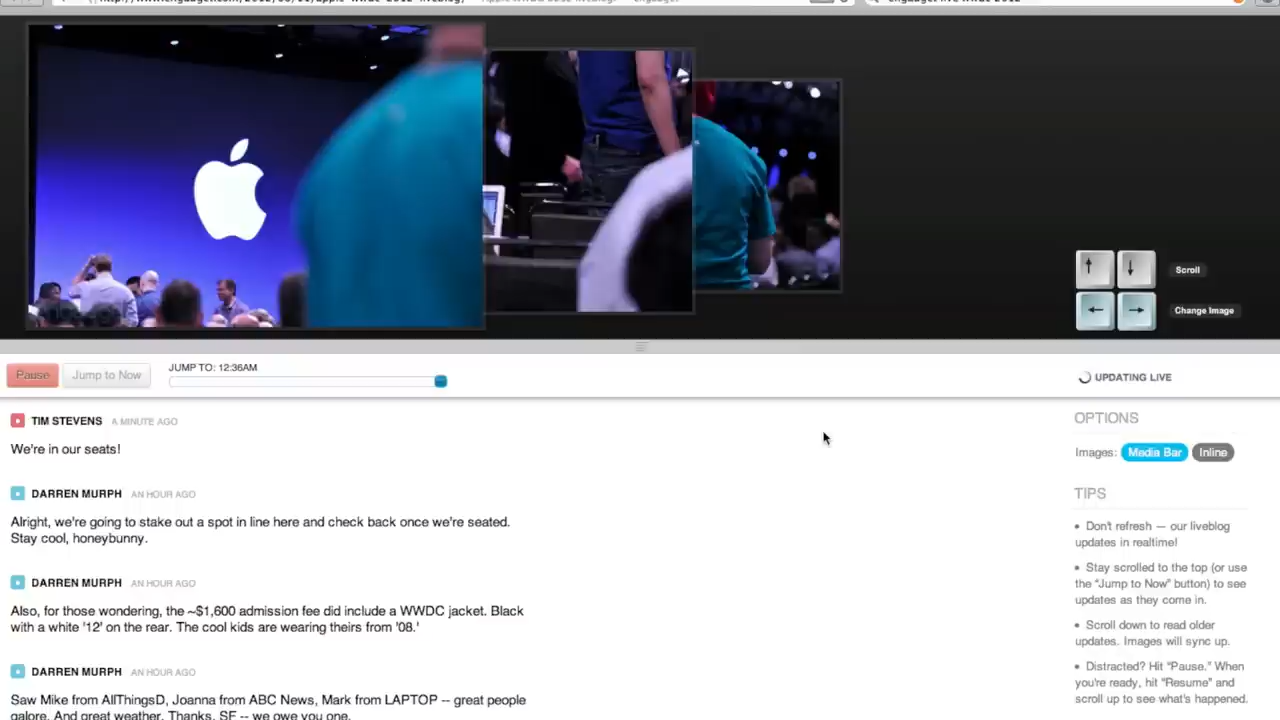 Scroll
Change Image
Pause
Jump to Now
JUMP TO: 12:36AM
UPDATING LIVE
TIM STEVENS A MINUTE AGO
We're in our seats!
DARREN MURPH AN HOUR AGO
Alright, we're going to stake out a spot in line here and check back once we're seated.
Stay cool, honeybunny.
DARREN MURPH AN HOUR AGO
Also, for those wondering, the ~$1,600 admission fee did include a WWDC jacket. Black
with a white '12' on the rear. The cool kids are wearing theirs from '08.'
DARREN MURPH AN HOUR AGO
Saw Mike from AllThingsD, Joanna from ABC News, Mark from LAPTOP -- great people
galore. And great weather. Thanks, SF -- we owe you one.
OPTIONS
Images: Media Bar Inline
TIPS
• Don't refresh — our liveblog
updates in realtime!
• Stay scrolled to the top (or use
the "Jump to Now" button) to see
updates as they come in.
• Scroll down to read older
updates. Images will sync up.
• Distracted? Hit "Pause." When
you're ready, hit "Resume" and
scroll up to see what's happened.